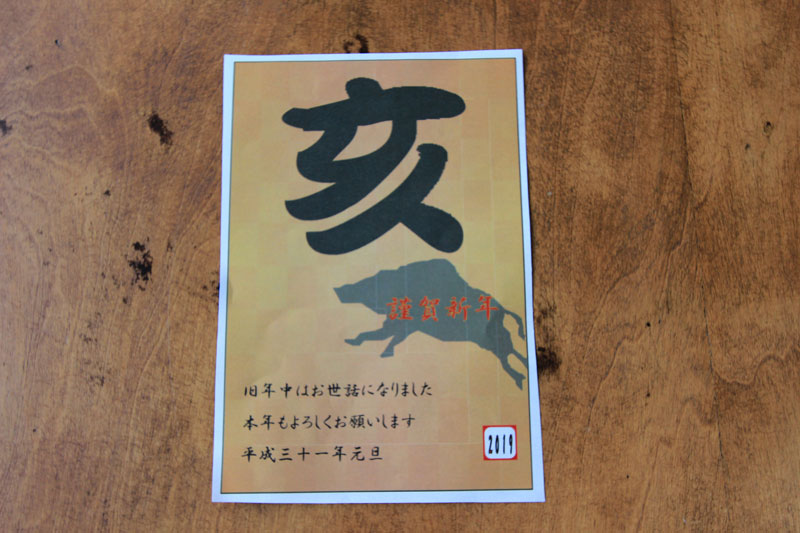 亥
謹賀新年
旧年中はお世話になりました
本年もよろしくお願いします
平成三十一年元旦
2019